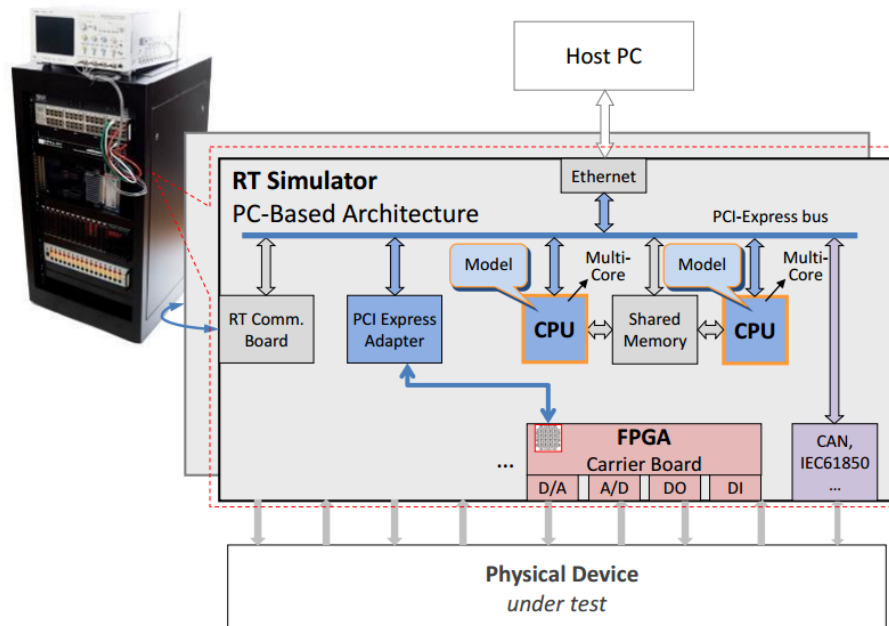 Host PC
Ethernet
RT Simulator
PC-Based Architecture
PCI-Express bus
Model
Multi-
Core
Model
Multi-
Core
RT Comm.
Board
PCI Express
Adapter
CPU
Shared
Memory
CPU
FPGA
Carrier Board
...
D/A
A/D
DO
DI
CAN,
IEC61850
...
Physical Device
under test